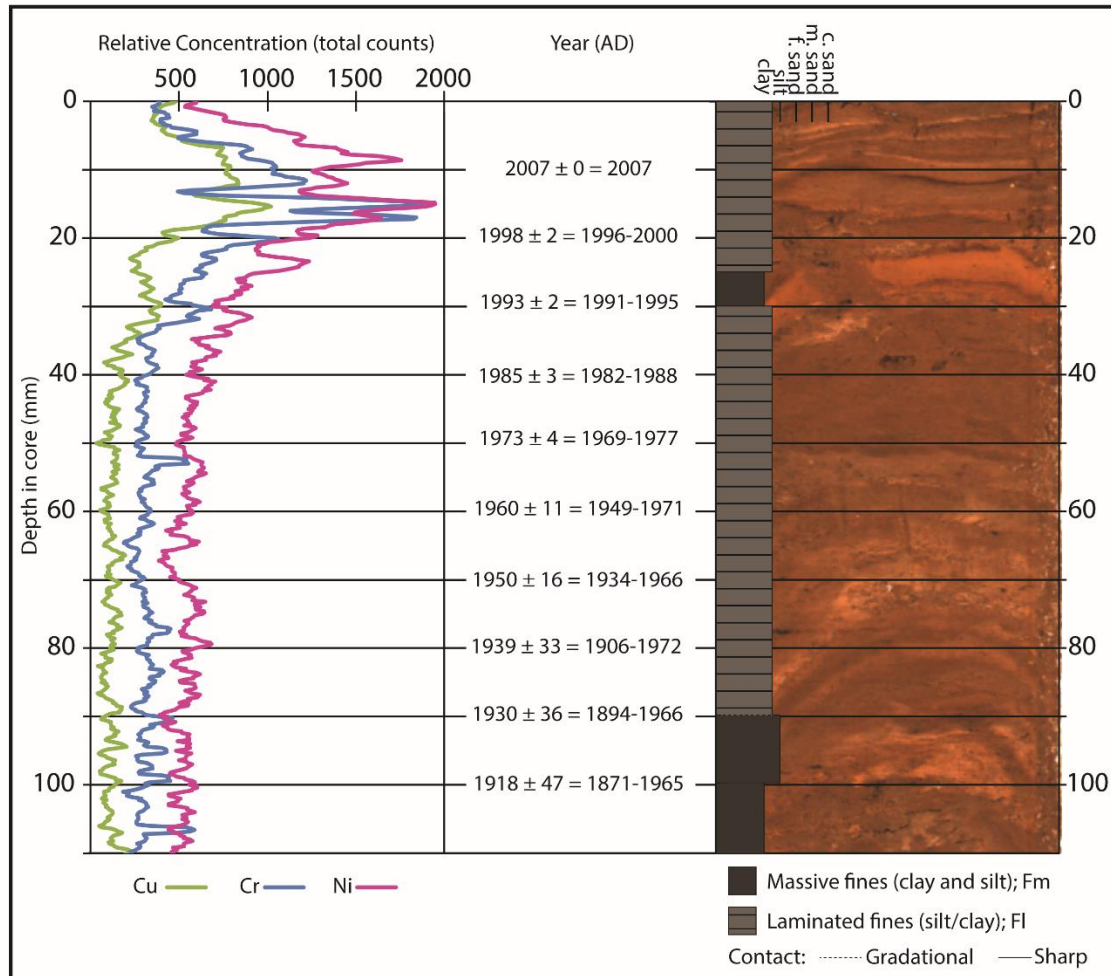 Relative Concentration (total counts)
500 1000 1500 2000
Year (AD)
clay
silt
f. sand
m. sand
c. sand
Depth in core (mm)
0
20
40
60
80
100
2007 ± 0 = 2007
1998 ± 2 = 1996-2000
1993 ± 2 = 1991-1995
1985 ± 3 = 1982-1988
1973 ± 4 = 1969-1977
1960 ± 11 = 1949-1971
1950 ± 16 = 1934-1966
1939 ± 33 = 1906-1972
1930 ± 36 = 1894-1966
1918 ± 47 = 1871-1965
0
20
40
60
80
100
Cu Cr Ni
Massive fines (clay and silt); Fm
Laminated fines (silt/clay); Fl
Contact: Gradational Sharp